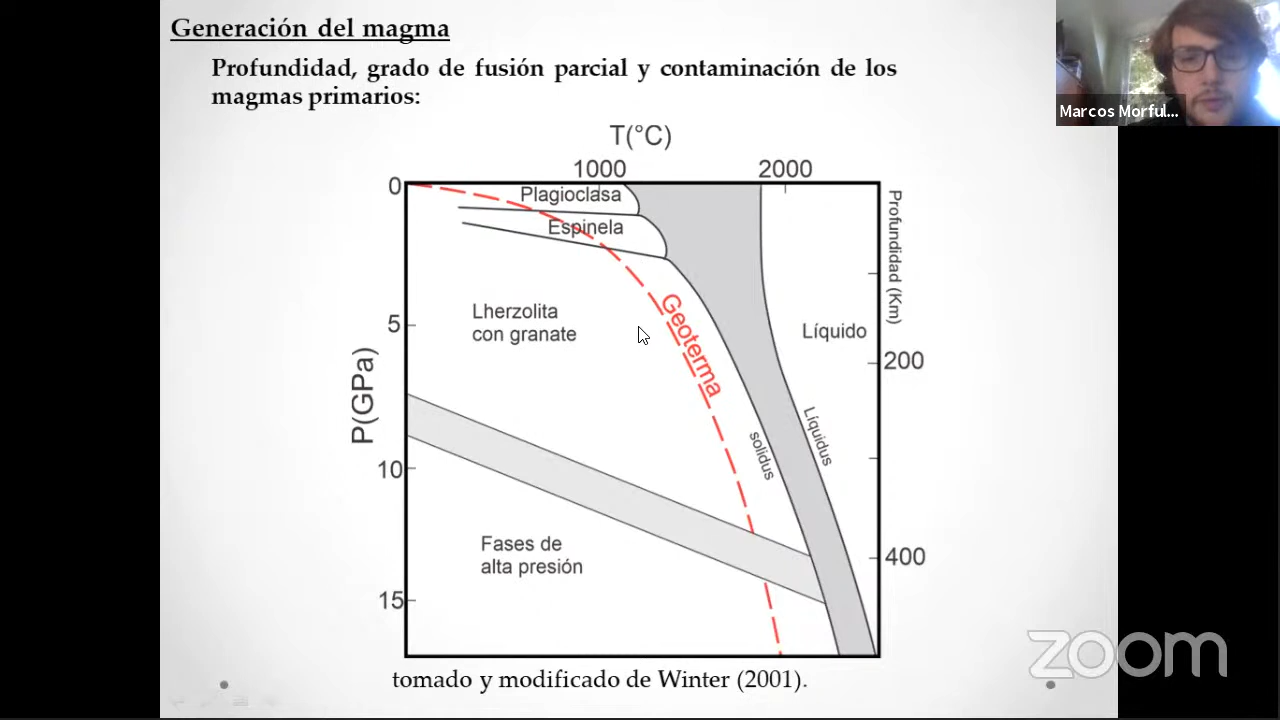 Generación del magma
Profundidad, grado de fusión parcial y contaminación de los
magmas primarios:
Marcos Morful...
T(°C)
1000
2000
0
Plagioclasa
Espinela
Profundidad (Km)
Lherzolita
con granate
5
Geoterma
Líquido
200
P(GPa)
Líquidus
solidus
10
Fases de
alta presión
400
15
zoom
tomado y modificado de Winter (2001).